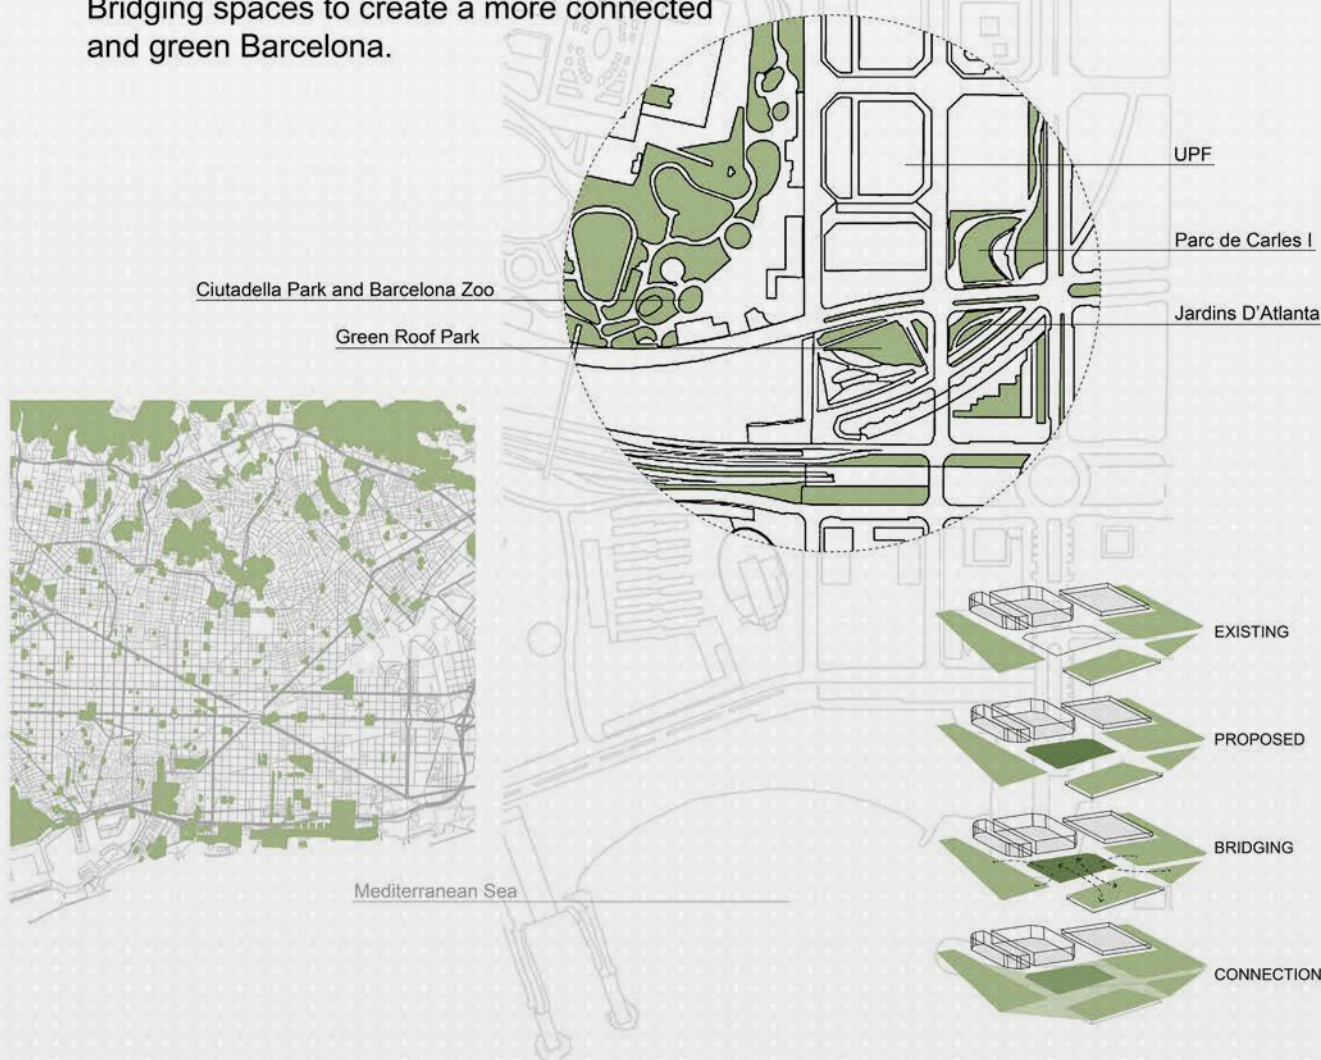 Bridging spaces to create a more connected
and green Barcelona.
UPF
Parc de Carles I
Ciutadella Park and Barcelona Zoo
Jardins D'Atlanta
Green Roof Park
EXISTING
PROPOSED
BRIDGING
Mediterranean Sea
CONNECTION